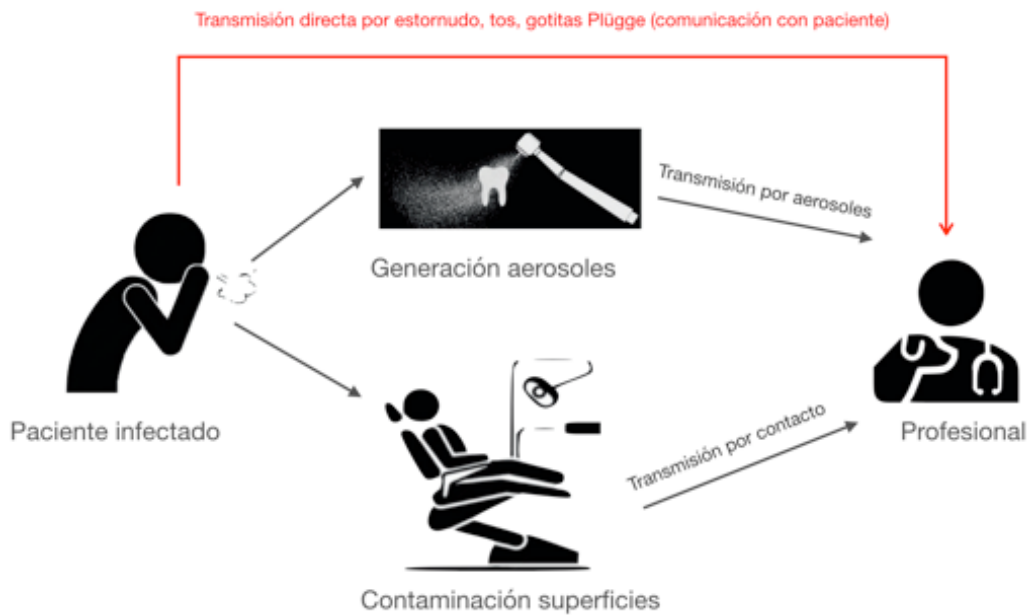 Transmisión directa por estornudo, tos, gotitas Plügge (comunicación con paciente)
Transmisión por aerosoles
Generación aerosoles
Paciente infectado
Profesional
Transmisión por contacto
Contaminación superficies